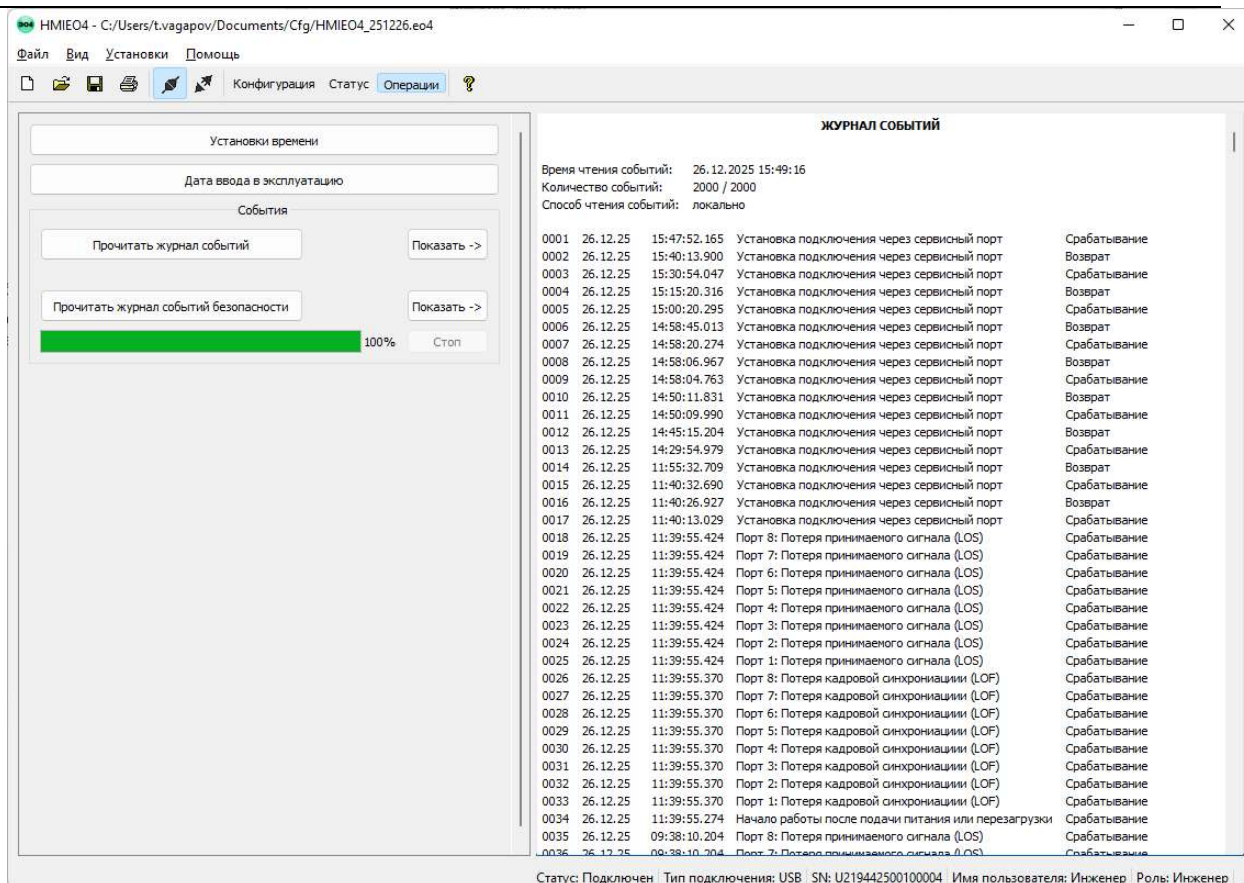 HMIEO4 - C:/Users/t.vagapov/Documents/Cfg/HMIEO4_251226.eo4
Файл Вид Установки Помощь
Конфигурация Статус Операции
Установки времени
Дата ввода в эксплуатацию
События
Прочитать журнал событий Показать ->
Прочитать журнал событий безопасности Показать ->
100% Стоп
ЖУРНАЛ СОБЫТИЙ
Время чтения событий: 26.12.2025 15:49:16
Количество событий: 2000 / 2000
Способ чтения событий: локально
0001 26.12.25 15:47:52.165 Установка подключения через сервисный порт Срабатывание
0002 26.12.25 15:40:13.900 Установка подключения через сервисный порт Возврат
0003 26.12.25 15:30:54.047 Установка подключения через сервисный порт Срабатывание
0004 26.12.25 15:15:20.316 Установка подключения через сервисный порт Возврат
0005 26.12.25 15:00:20.295 Установка подключения через сервисный порт Срабатывание
0006 26.12.25 14:58:45.013 Установка подключения через сервисный порт Возврат
0007 26.12.25 14:58:20.274 Установка подключения через сервисный порт Срабатывание
0008 26.12.25 14:58:06.967 Установка подключения через сервисный порт Возврат
0009 26.12.25 14:58:04.763 Установка подключения через сервисный порт Срабатывание
0010 26.12.25 14:50:11.831 Установка подключения через сервисный порт Возврат
0011 26.12.25 14:50:09.990 Установка подключения через сервисный порт Срабатывание
0012 26.12.25 14:45:15.204 Установка подключения через сервисный порт Возврат
0013 26.12.25 14:29:54.979 Установка подключения через сервисный порт Срабатывание
0014 26.12.25 11:55:32.709 Установка подключения через сервисный порт Возврат
0015 26.12.25 11:40:32.690 Установка подключения через сервисный порт Срабатывание
0016 26.12.25 11:40:26.927 Установка подключения через сервисный порт Возврат
0017 26.12.25 11:40:13.029 Установка подключения через сервисный порт Срабатывание
0018 26.12.25 11:39:55.424 Порт 8: Потеря принимаемого сигнала (LOS) Срабатывание
0019 26.12.25 11:39:55.424 Порт 7: Потеря принимаемого сигнала (LOS) Срабатывание
0020 26.12.25 11:39:55.424 Порт 6: Потеря принимаемого сигнала (LOS) Срабатывание
0021 26.12.25 11:39:55.424 Порт 5: Потеря принимаемого сигнала (LOS) Срабатывание
0022 26.12.25 11:39:55.424 Порт 4: Потеря принимаемого сигнала (LOS) Срабатывание
0023 26.12.25 11:39:55.424 Порт 3: Потеря принимаемого сигнала (LOS) Срабатывание
0024 26.12.25 11:39:55.424 Порт 2: Потеря принимаемого сигнала (LOS) Срабатывание
0025 26.12.25 11:39:55.424 Порт 1: Потеря принимаемого сигнала (LOS) Срабатывание
0026 26.12.25 11:39:55.370 Порт 8: Потеря кадровой синхрониациии (LOF) Срабатывание
0027 26.12.25 11:39:55.370 Порт 7: Потеря кадровой синхрониациии (LOF) Срабатывание
0028 26.12.25 11:39:55.370 Порт 6: Потеря кадровой синхрониациии (LOF) Срабатывание
0029 26.12.25 11:39:55.370 Порт 5: Потеря кадровой синхрониациии (LOF) Срабатывание
0030 26.12.25 11:39:55.370 Порт 4: Потеря кадровой синхрониациии (LOF) Срабатывание
0031 26.12.25 11:39:55.370 Порт 3: Потеря кадровой синхрониациии (LOF) Срабатывание
0032 26.12.25 11:39:55.370 Порт 2: Потеря кадровой синхрониациии (LOF) Срабатывание
0033 26.12.25 11:39:55.370 Порт 1: Потеря кадровой синхрониациии (LOF) Срабатывание
0034 26.12.25 11:39:55.274 Начало работы после подачи питания или перезагрузки Срабатывание
0035 26.12.25 09:38:10.204 Порт 8: Потеря принимаемого сигнала (LOS) Срабатывание
0036 26.12.25 09:38:10.204 Порт 7: Потеря принимаемого сигнала (LOS) Срабатывание
Статус: Подключен Тип подключения: USB SN: U219442500100004 Имя пользователя: Инженер Роль: Инженер